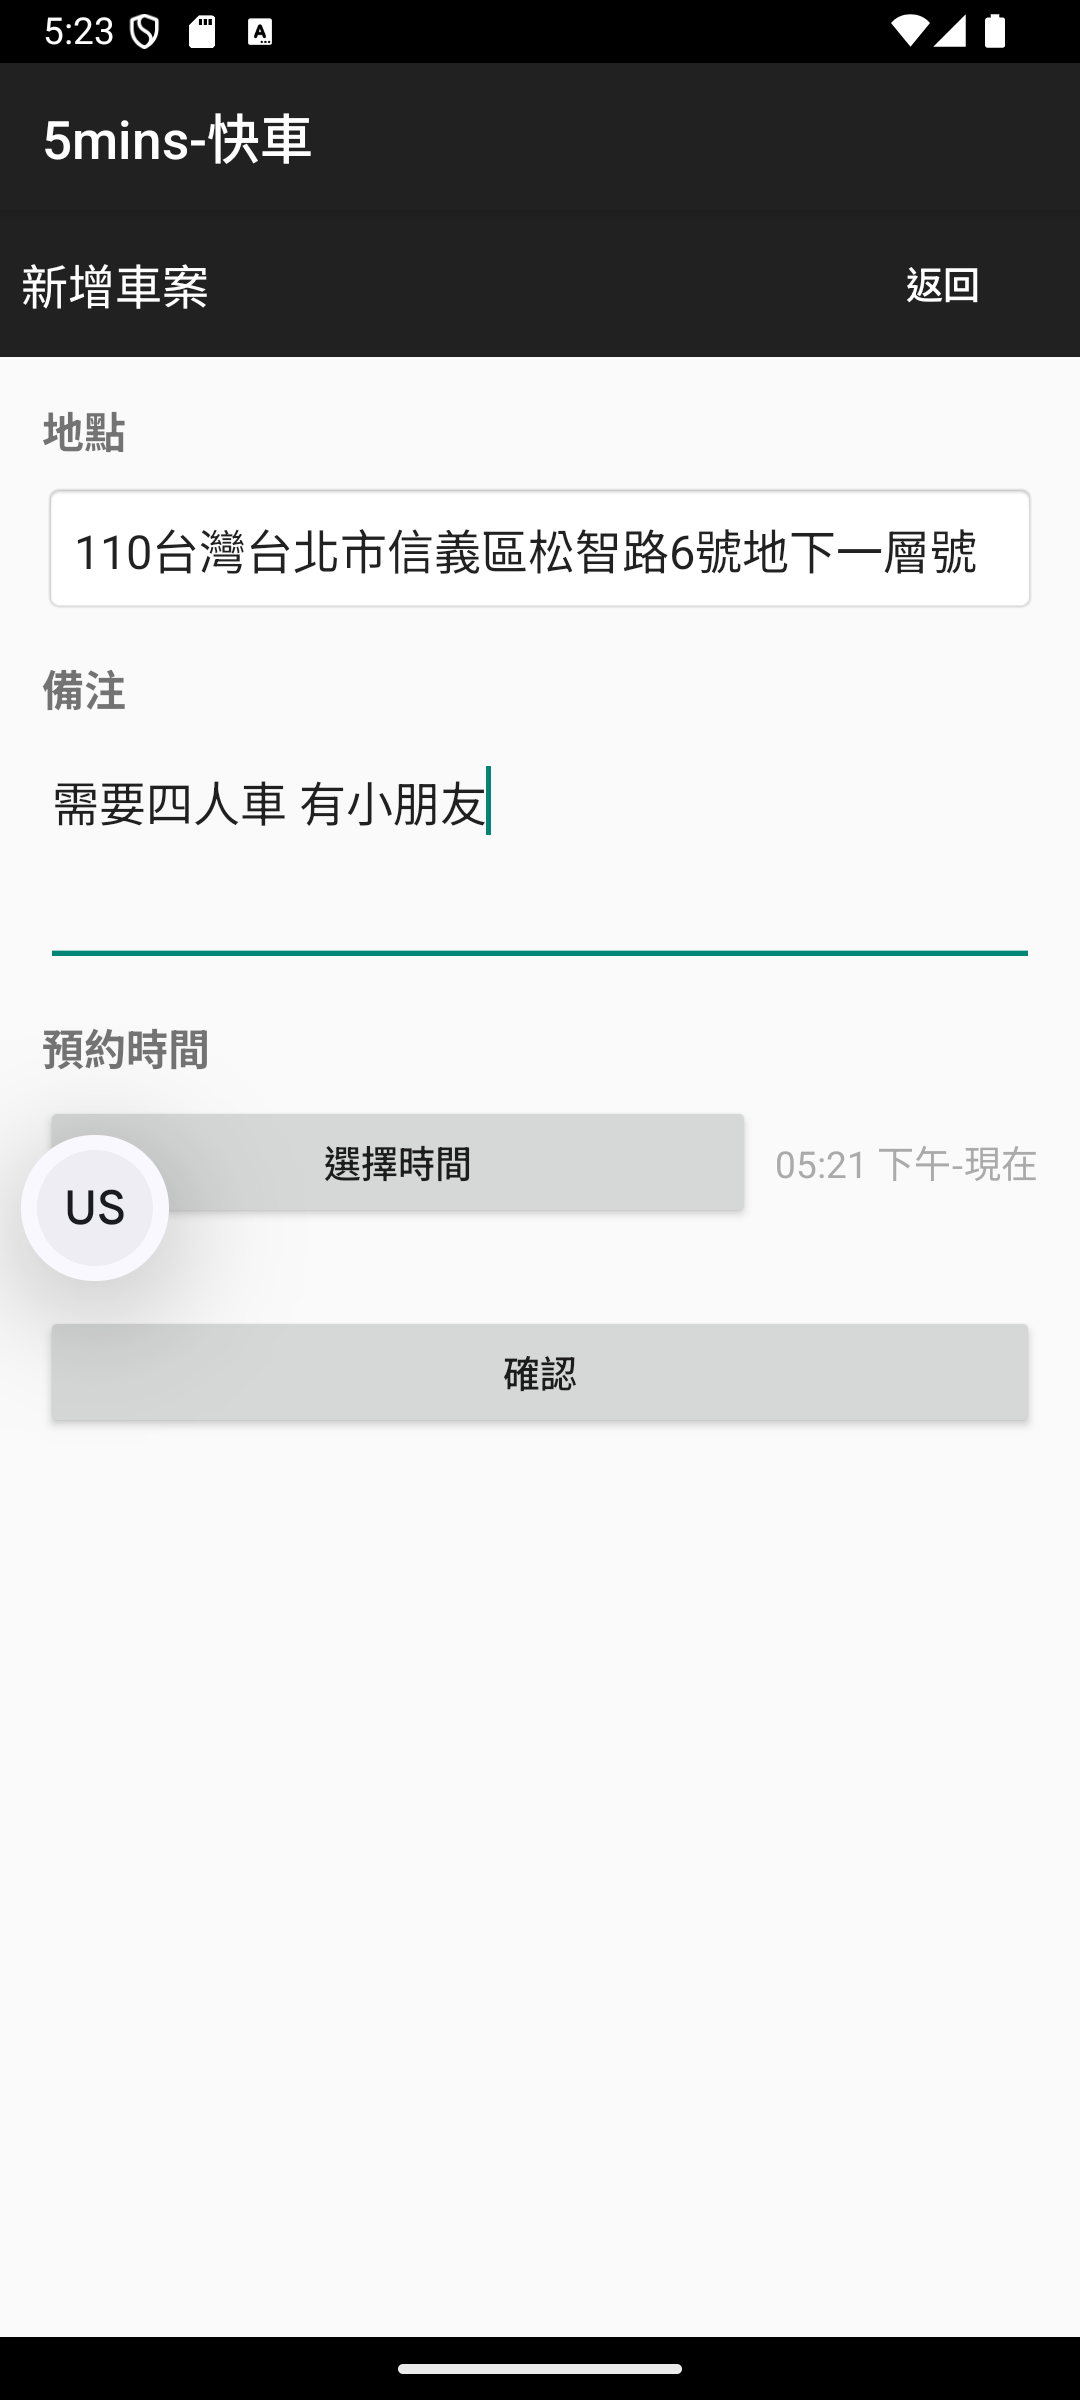 5:23
5mins-快車
新增車案 返回
地點
110台灣台北市信義區松智路6號地下一層號
備注
需要四人車 有小朋友
預約時間
選擇時間 05:21 下午-現在
US
確認